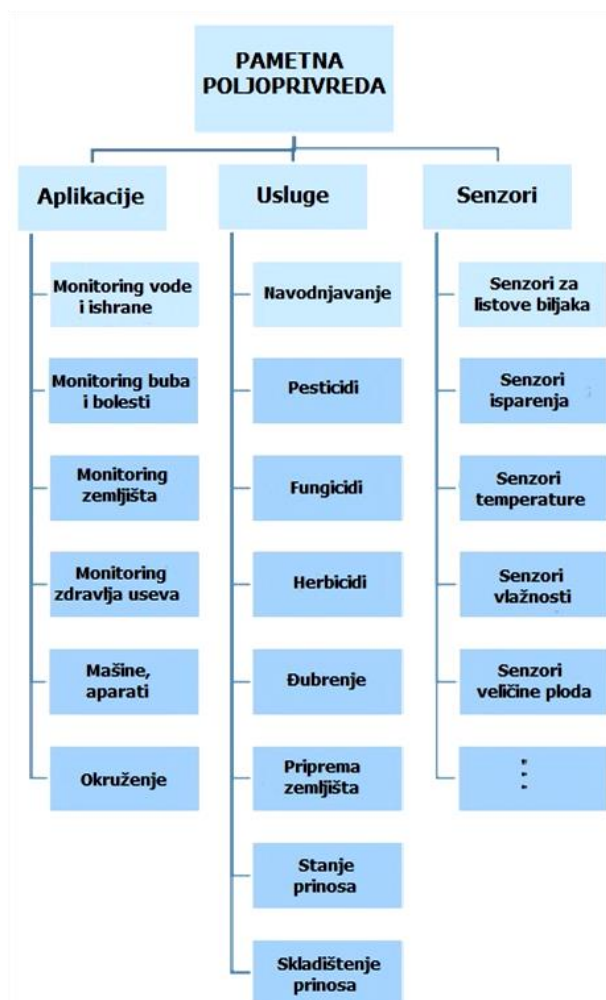 PAMETNA
POLJOPRIVREDA
Aplikacije
Monitoring vode
i ishrane
Monitoring buba
i bolesti
Monitoring
zemljišta
Monitoring
zdravlja useva
Mašine,
aparati
Okruženje
Usluge
Navodnjavanje
Pesticidi
Fungicidi
Herbicidi
Đubrenje
Priprema
zemljišta
Stanje
prinosa
Skladištenje
prinosa
Senzori
Senzori za
listove biljaka
Senzori
isparenja
Senzori
temperature
Senzori
vlažnosti
Senzori
veličine ploda